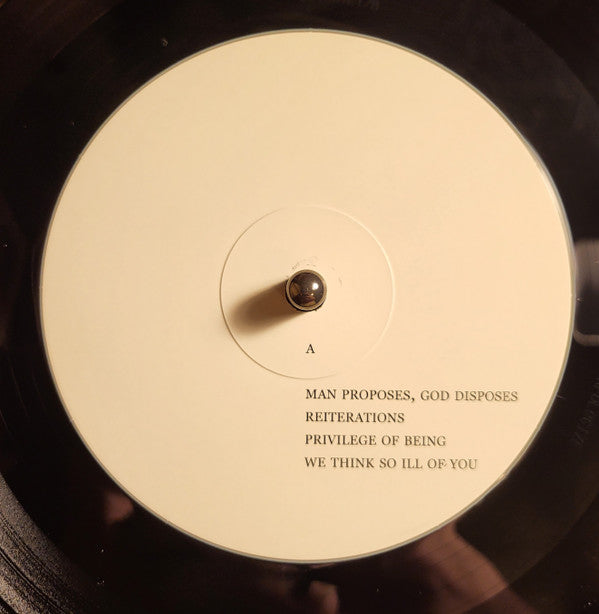 A
MAN PROPOSES, GOD DISPOSES
REITERATIONS
PRIVILEGE OF BEING
WE THINK SO ILL OF YOU